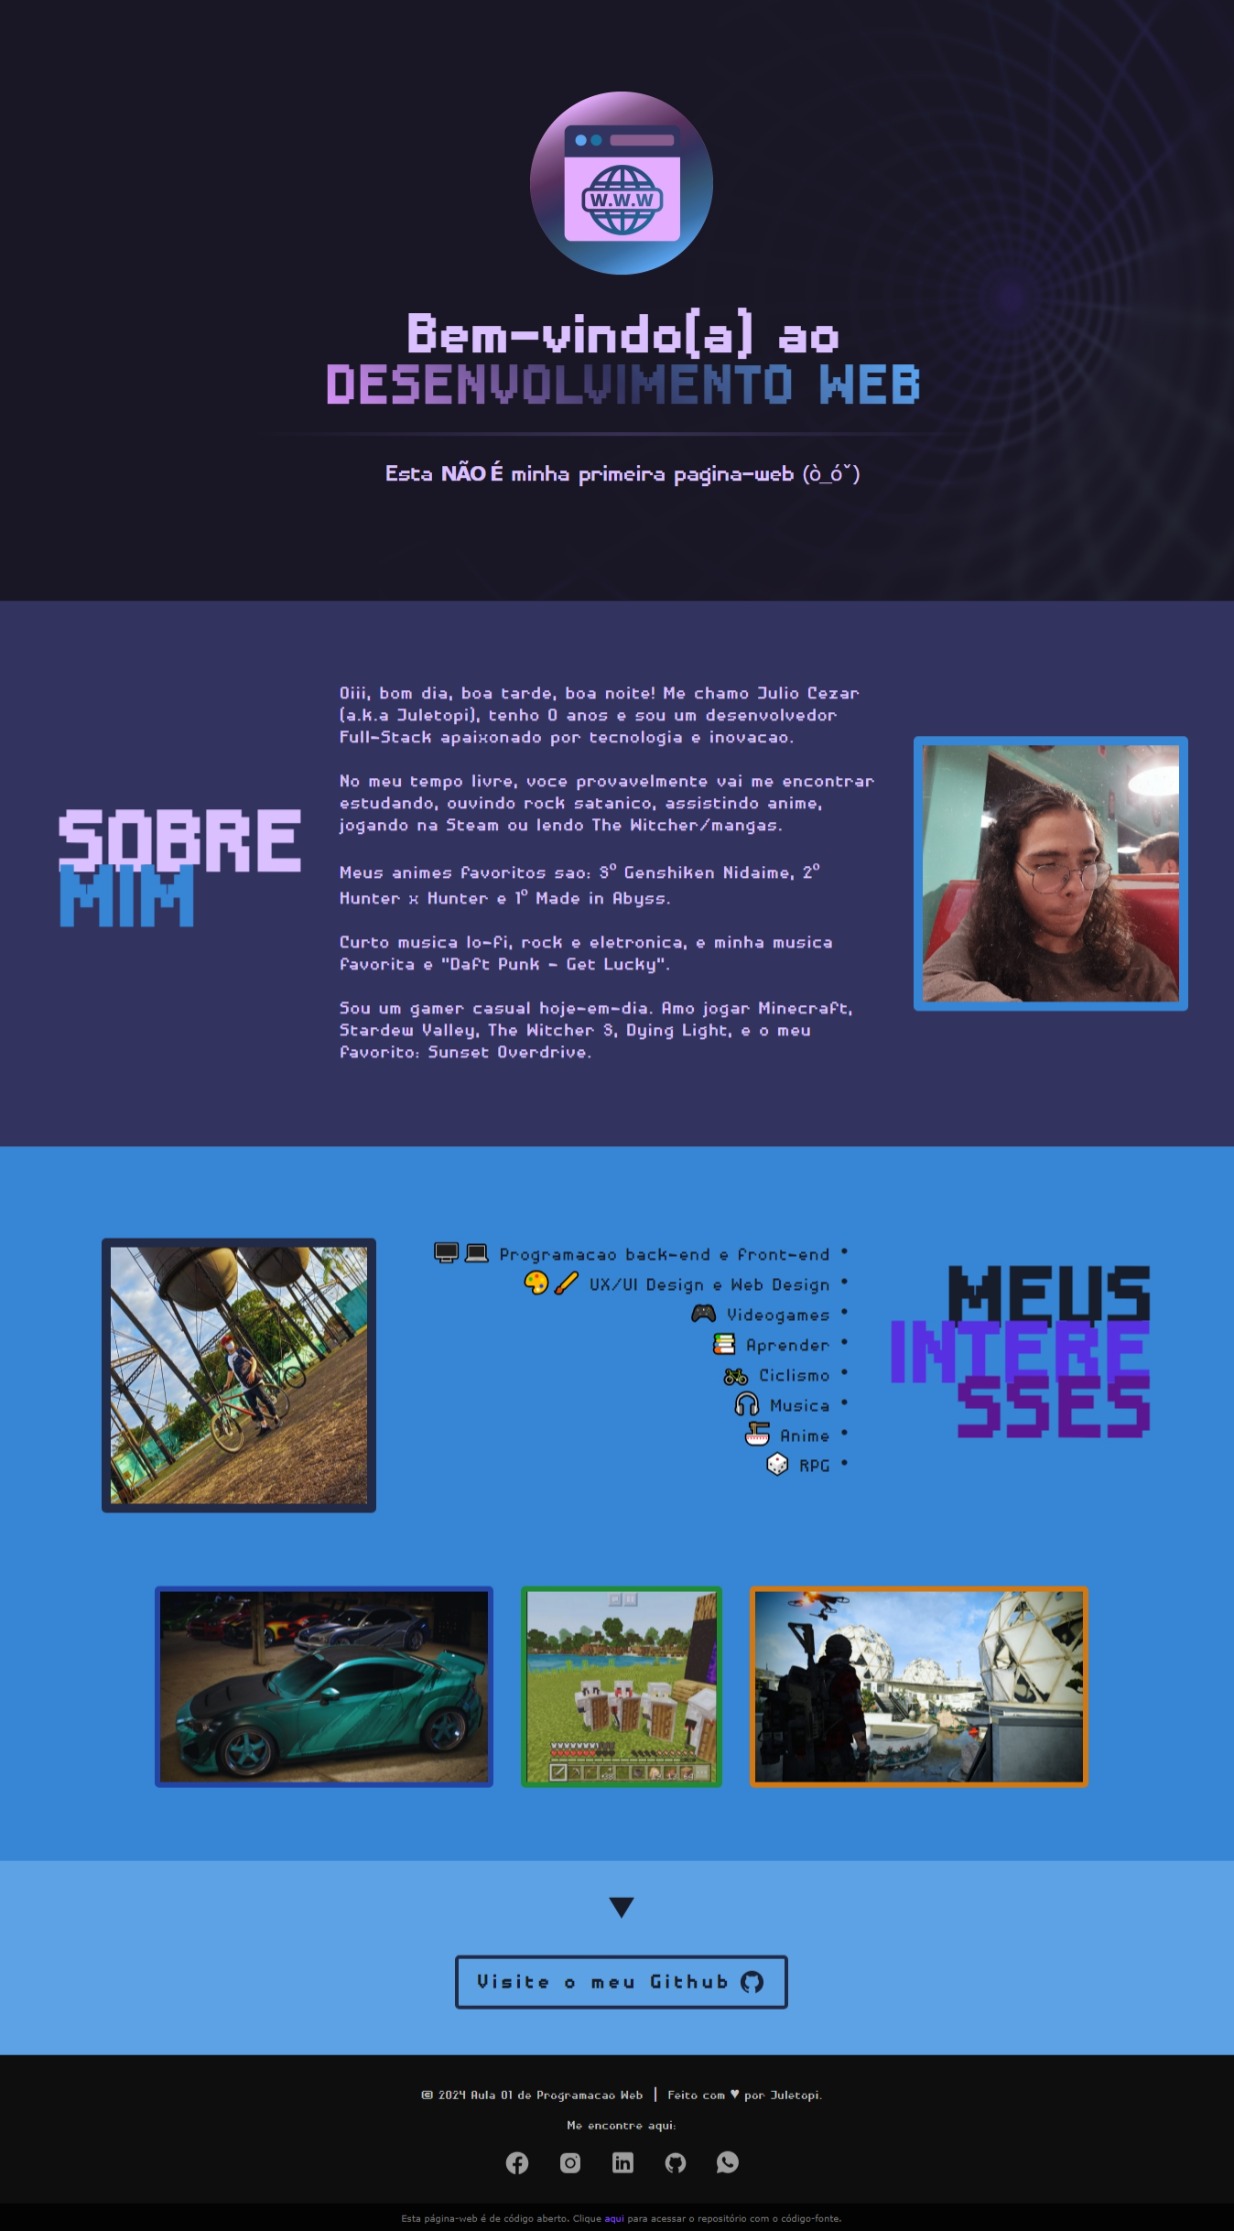 W.W.W
Bem-vindo(a) ao
DESENVOLVIMENTO WEB
Esta NÃO É minha primeira pagina-web (ò_óˇ)
SOBRE
MIM
Oiii, bom dia, boa tarde, boa noite! Me chamo Julio Cezar
(a.k.a Juletopi), tenho 0 anos e sou um desenvolvedor
Full-Stack apaixonado por tecnologia e inovacao.
No meu tempo livre, voce provavelmente vai me encontrar
estudando, ouvindo rock satanico, assistindo anime,
jogando na Steam ou lendo The Witcher/mangas.
Meus animes favoritos sao: 3º Genshiken Nidaime, 2º
Hunter x Hunter e 1º Made in Abyss.
Curto musica lo-fi, rock e eletronica, e minha musica
favorita e "Daft Punk - Get Lucky".
Sou um gamer casual hoje-em-dia. Amo jogar Minecraft,
Stardew Valley, The Witcher 3, Dying Light, e o meu
favorito: Sunset Overdrive.
🖥️💻 Programacao back-end e front-end •
🎨🖌️ UX/UI Design e Web Design •
🎮 Videogames •
📚 Aprender •
🚲 Ciclismo •
🎧 Musica •
🍜 Anime •
🎲 RPG •
MEUS
INTERE
SSES
▼
Visite o meu Github
© 2024 Aula 01 de Programacao Web | Feito com ♥ por Juletopi.
Me encontre aqui:
Esta página-web é de código aberto. Clique aqui para acessar o repositório com o código-fonte.